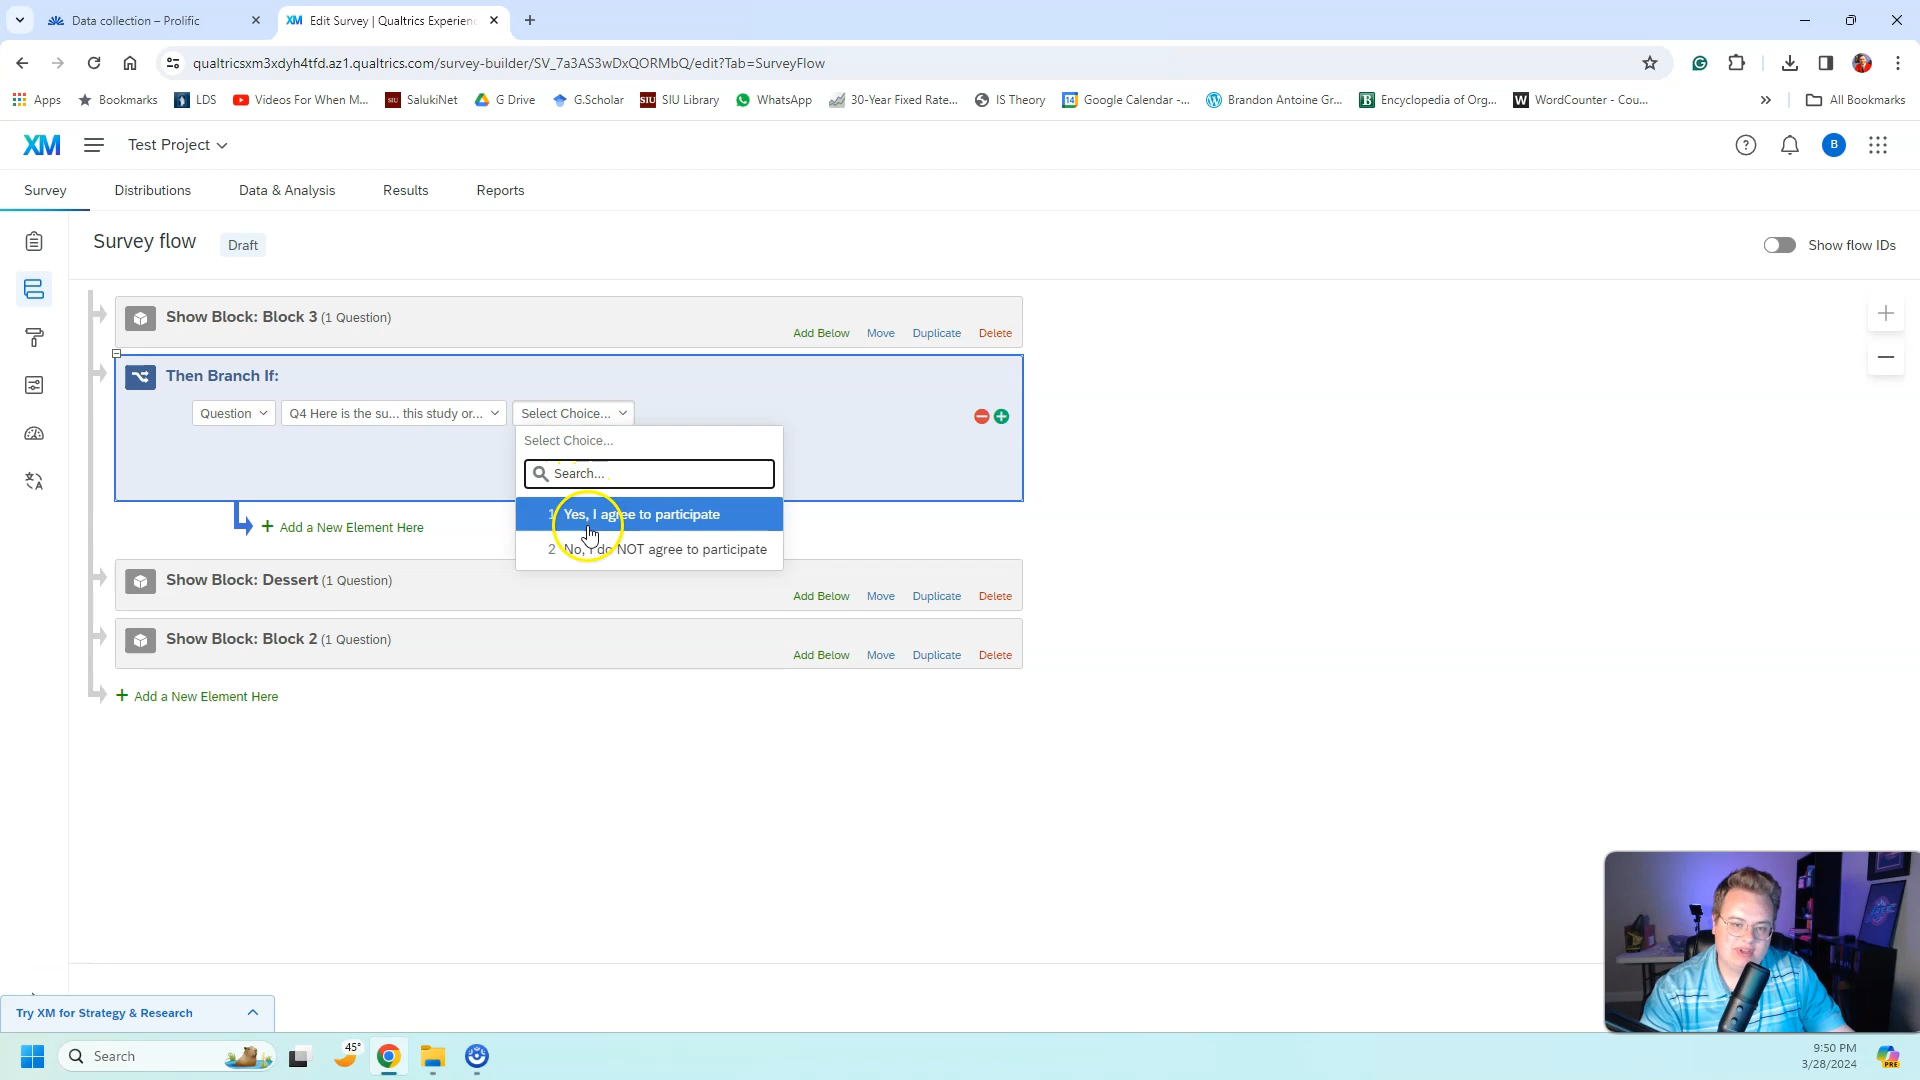 Data collection – Prolific
XM Edit Survey | Qualtrics Experien
qualtricsxm3xdyh4tfd.az1.qualtrics.com/survey-builder/SV_7a3AS3wDxQORMbQ/edit?Tab=SurveyFlow
Apps
Bookmarks
LDS
Videos For When M...
SIU SalukiNet
G Drive
G.Scholar
SIU SIU Library
WhatsApp
30-Year Fixed Rate...
IS Theory
14 Google Calendar -...
Brandon Antoine Gr...
B Encyclopedia of Org...
W WordCounter - Cou...
»
All Bookmarks
XM
Test Project
?
B
Survey
Distributions
Data & Analysis
Results
Reports
Survey flow
Draft
Show flow IDs
Show Block: Block 3 (1 Question)
Add Below Move Duplicate Delete
Then Branch If:
Question
Q4 Here is the su... this study or...
Select Choice...
Select Choice...
Search...
1 Yes, I agree to participate
2 No, I do NOT agree to participate
+ Add a New Element Here
Show Block: Dessert (1 Question)
Add Below Move Duplicate Delete
Show Block: Block 2 (1 Question)
Add Below Move Duplicate Delete
+ Add a New Element Here
Try XM for Strategy & Research
Search
45°
9:50 PM
3/28/2024
PRE